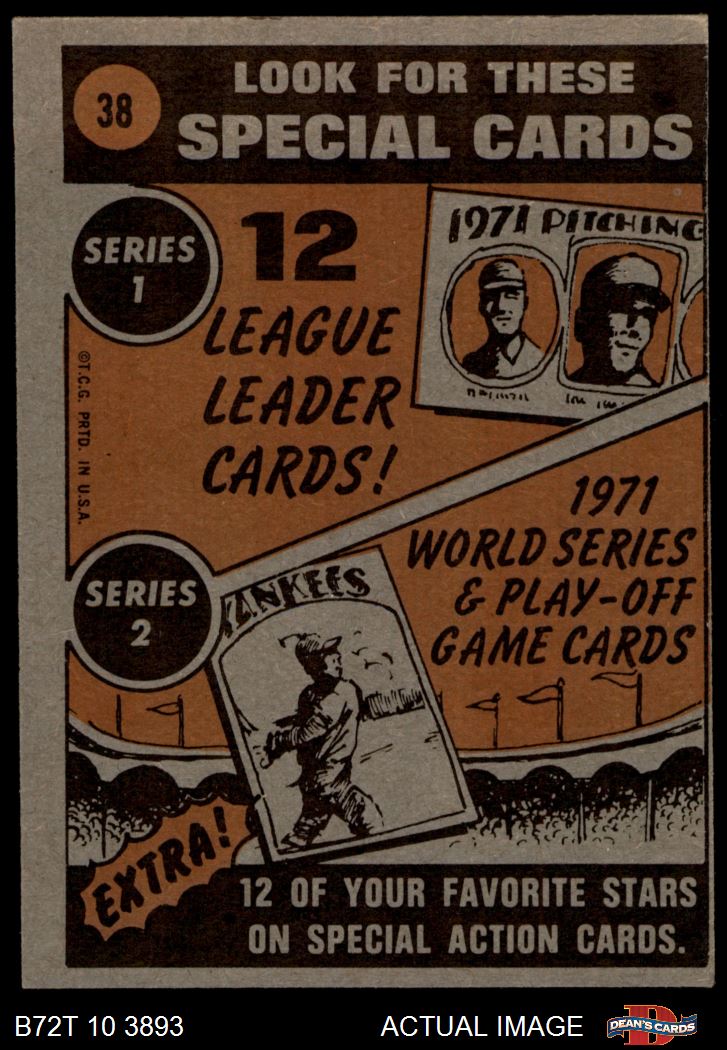 38
LOOK FOR THESE
SPECIAL CARDS
SERIES
1
12
LEAGUE
LEADER
CARDS!
1971 PITCHING
©T.C.G. PRTD. IN U.S.A.
1971
WORLD SERIES
& PLAY-OFF
GAME CARDS
SERIES
2
YANKEES
EXTRA!
12 OF YOUR FAVORITE STARS
ON SPECIAL ACTION CARDS.
B72T 10 3893
ACTUAL IMAGE
DEAN'S CARDS